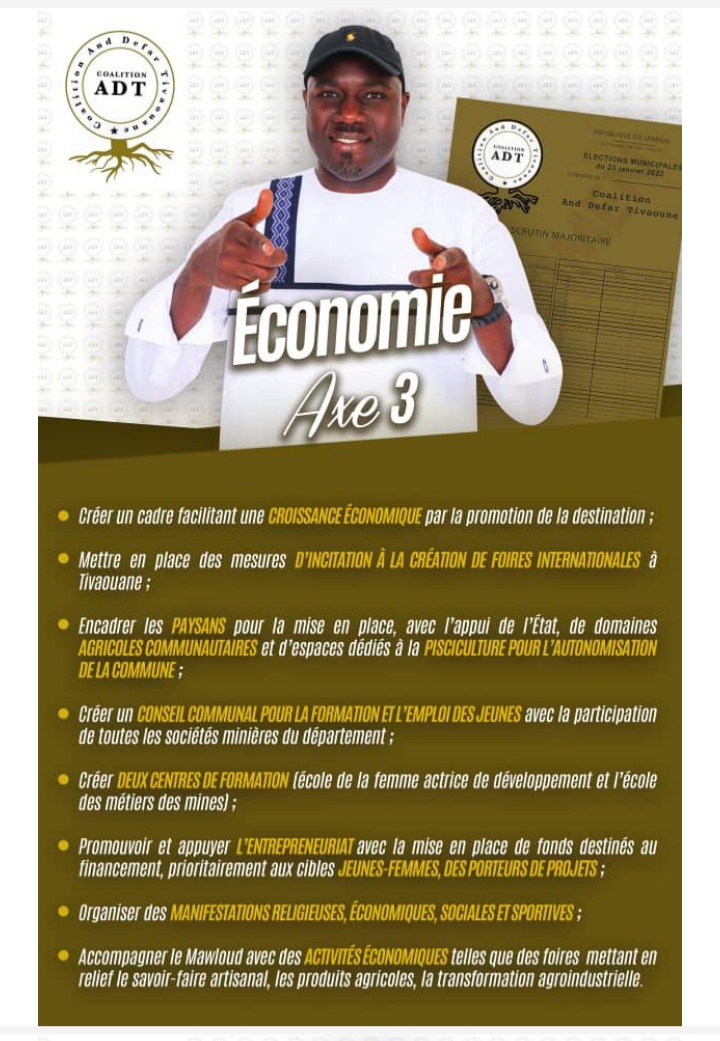 Coalition And Defar Tivaouane
COALITION
ADT
Coalition And Defar Tivaouane
COALITION
ADT
RÉPUBLIQUE DU SÉNÉGAL
ÉLECTIONS MUNICIPALES
du 23 janvier 2022
Coalition
And Defar Tivaoune
SCRUTIN MAJORITAIRE
Économie
Axe 3
Créer un cadre facilitant une CROISSANCE ÉCONOMIQUE par la promotion de la destination ;
Mettre en place des mesures D'INCITATION À LA CRÉATION DE FOIRES INTERNATIONALES à
Tivaouane ;
Encadrer les PAYSANS pour la mise en place, avec l'appui de l'État, de domaines
AGRICOLES COMMUNAUTAIRES et d'espaces dédiés à la PISCICULTURE POUR L'AUTONOMISATION
DE LA COMMUNE ;
Créer un CONSEIL COMMUNAL POUR LA FORMATION ET L'EMPLOI DES JEUNES avec la participation
de toutes les sociétés minières du département ;
Créer DEUX CENTRES DE FORMATION (école de la femme actrice de développement et l'école
des métiers des mines) ;
Promouvoir et appuyer L'ENTREPRENEURIAT avec la mise en place de fonds destinés au
financement, prioritairement aux cibles JEUNES-FEMMES, DES PORTEURS DE PROJETS ;
Organiser des MANIFESTATIONS RELIGIEUSES, ÉCONOMIQUES, SOCIALES ET SPORTIVES ;
Accompagner le Mawloud avec des ACTIVITÉS ÉCONOMIQUES telles que des foires mettant en
relief le savoir-faire artisanal, les produits agricoles, la transformation agroindustrielle.